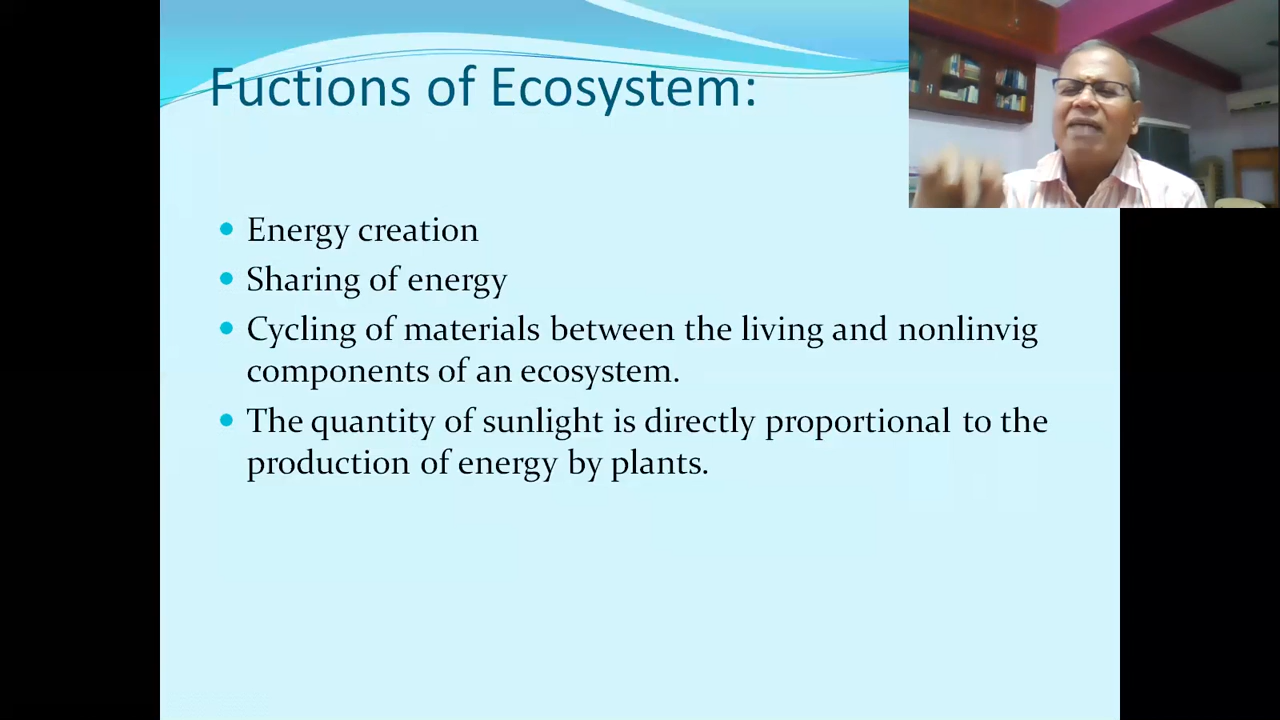 Fuctions of Ecosystem:
Energy creation
Sharing of energy
Cycling of materials between the living and nonlinvig
components of an ecosystem.
The quantity of sunlight is directly proportional to the
production of energy by plants.